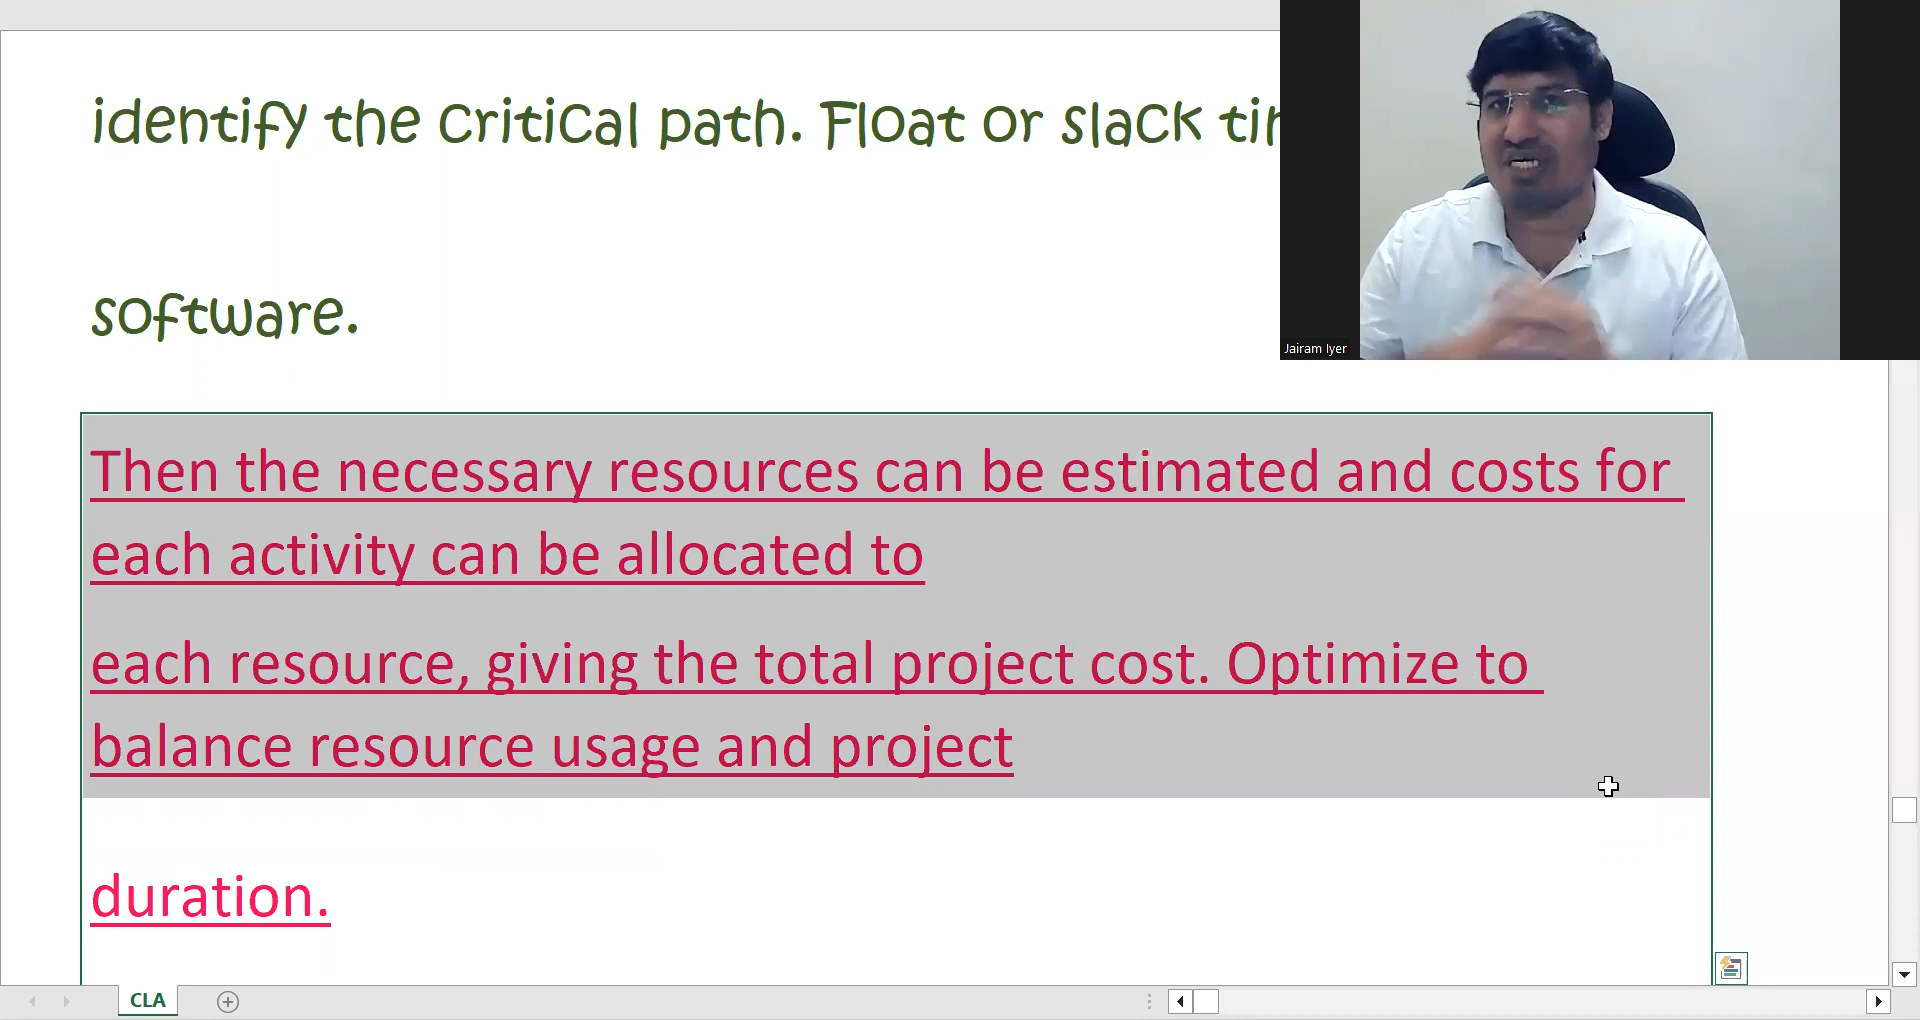 identify the critical path. Float or slack
software.
Jairam Iyer
Then the necessary resources can be estimated and costs for
each activity can be allocated to
each resource, giving the total project cost. Optimize to
balance resource usage and project
duration.
CLA